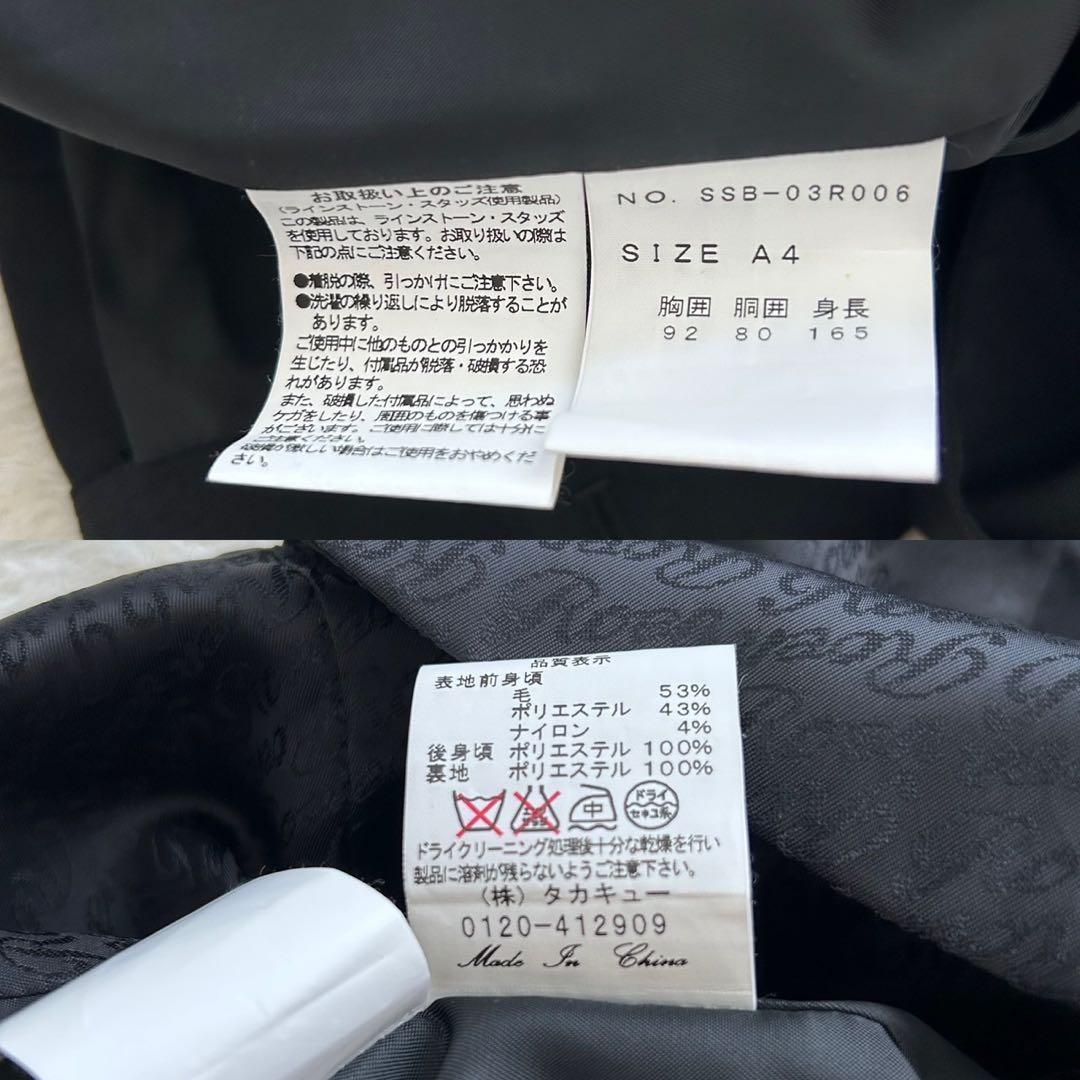 お取扱い上のご注意
(ラインストーン・スタッズ使用製品)
この製品は、ラインストーン・スタッズ
を使用しております。お取り扱いの際は
下記の点にご注意ください。
●着脱の際、引っかけにご注意下さい。
●洗濯の繰り返しにより脱落することが
あります。
ご使用中に他のものとの引っかかりを
生じたり、付属品が脱落・破損する恐
れがあります。
また、破損した付属品によって、思わぬ
ケガをしたり、周囲のものを傷つける事
がございます。ご使用に際しては十分に
ご注意ください。
破損が激しい場合はご使用をおやめくだ
さい。
NO. SSB-03R006
SIZE A4
胸囲 胴囲 身長
92 80 165
品質表示
表地前身頃
毛 53%
ポリエステル 43%
ナイロン 4%
後身頃 ポリエステル 100%
裏地 ポリエステル 100%
中
ドライ
セキユ系
ドライクリーニング処理後十分な乾燥を行い
製品に溶剤が残らないようご注意下さい。
(株) タカキュー
0120-412909
Made In China